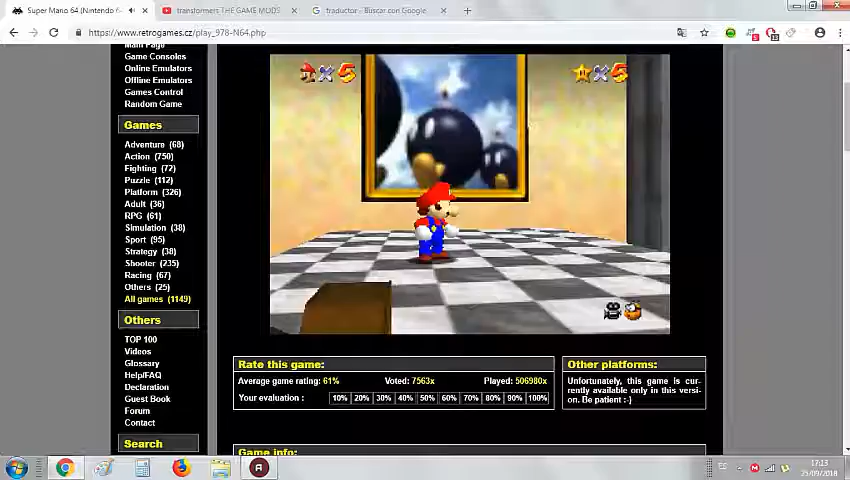 Super Mario 64 (Nintendo 6
transformers THE GAME MODS
traductor - Buscar con Google
https://www.retrogames.cz/play_978-N64.php
Main Page
Game Consoles
Online Emulators
Offline Emulators
Games Control
Random Game
Games
Adventure (68)
Action (750)
Fighting (72)
Puzzle (112)
Platform (326)
Adult (36)
RPG (61)
Simulation (38)
Sport (95)
Strategy (38)
Shooter (235)
Racing (67)
Others (25)
All games (1149)
Others
TOP 100
Videos
Glossary
Help/FAQ
Declaration
Guest Book
Forum
Contact
Search
×5
×5
Rate this game:
Average game rating: 61% Voted: 7563x Played: 506980x
Your evaluation : 10% 20% 30% 40% 50% 60% 70% 80% 90% 100%
Other platforms:
Unfortunately, this game is cur-
rently available only in this versi-
on. Be patient :-)
Game info:
ES
17:13
25/09/2018